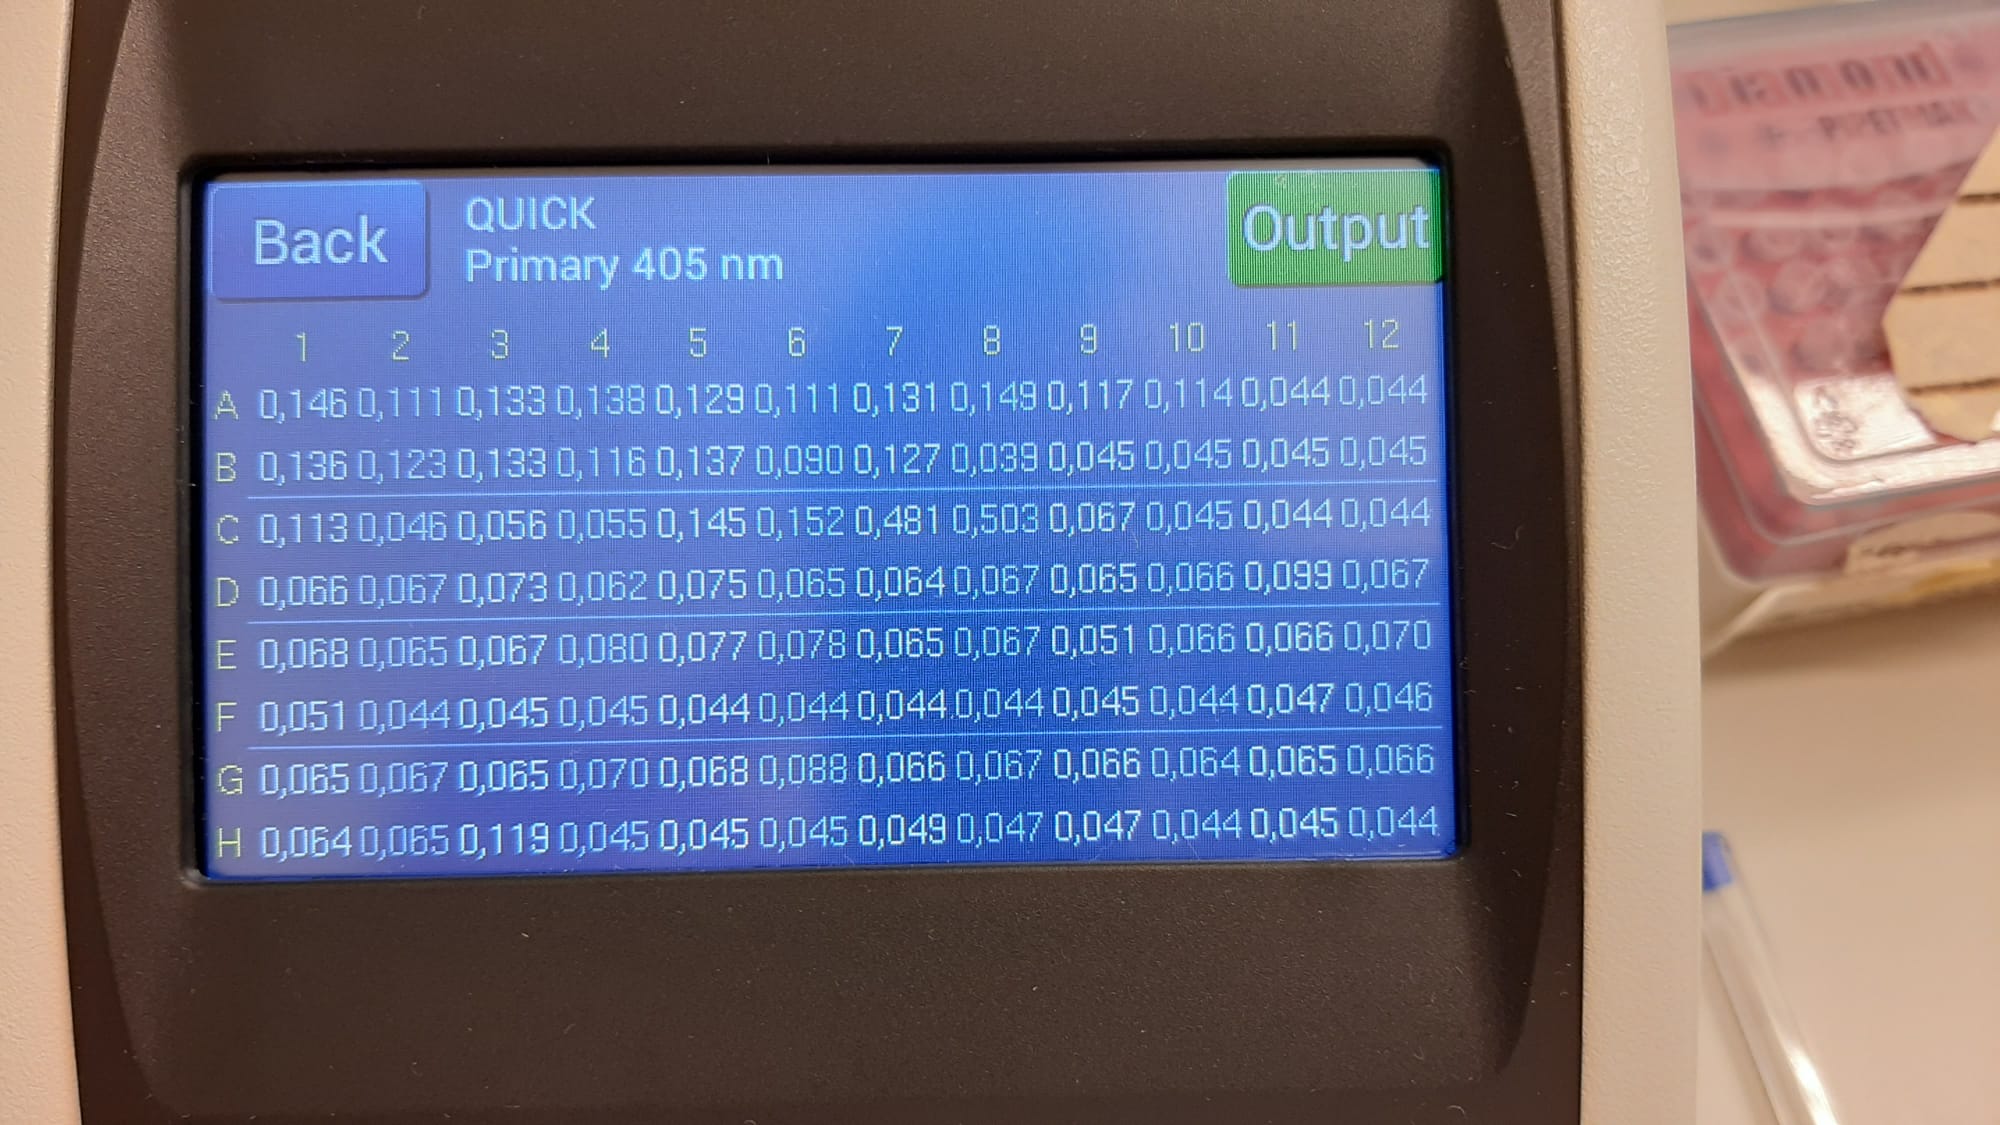 Back QUICK Output
Primary 405 nm
1 2 3 4 5 6 7 8 9 10 11 12
A 0,146 0,111 0,133 0,138 0,129 0,111 0,131 0,149 0,117 0,114 0,044 0,044
B 0,136 0,123 0,133 0,116 0,137 0,090 0,127 0,039 0,045 0,045 0,045 0,045
C 0,113 0,046 0,056 0,055 0,145 0,152 0,481 0,503 0,067 0,045 0,044 0,044
D 0,066 0,067 0,073 0,062 0,075 0,065 0,064 0,067 0,065 0,066 0,099 0,067
E 0,068 0,065 0,067 0,080 0,077 0,078 0,065 0,067 0,051 0,066 0,066 0,070
F 0,051 0,044 0,045 0,045 0,044 0,044 0,044 0,044 0,045 0,044 0,047 0,046
G 0,065 0,067 0,065 0,070 0,068 0,088 0,066 0,067 0,066 0,064 0,065 0,066
H 0,064 0,065 0,119 0,045 0,045 0,045 0,049 0,047 0,047 0,044 0,045 0,044